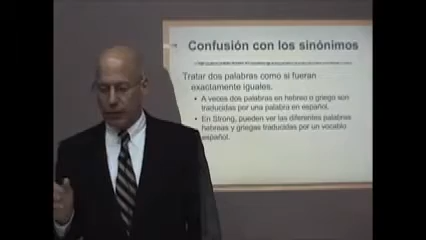 Confusión con los sinónimos
Tratar dos palabras como si fueran
exactamente iguales.
• A veces dos palabras en hebreo o griego son
traducidas por una palabra en español.
• En Strong, pueden ver las diferentes palabras
hebreas y griegas traducidas por un vocablo
español.